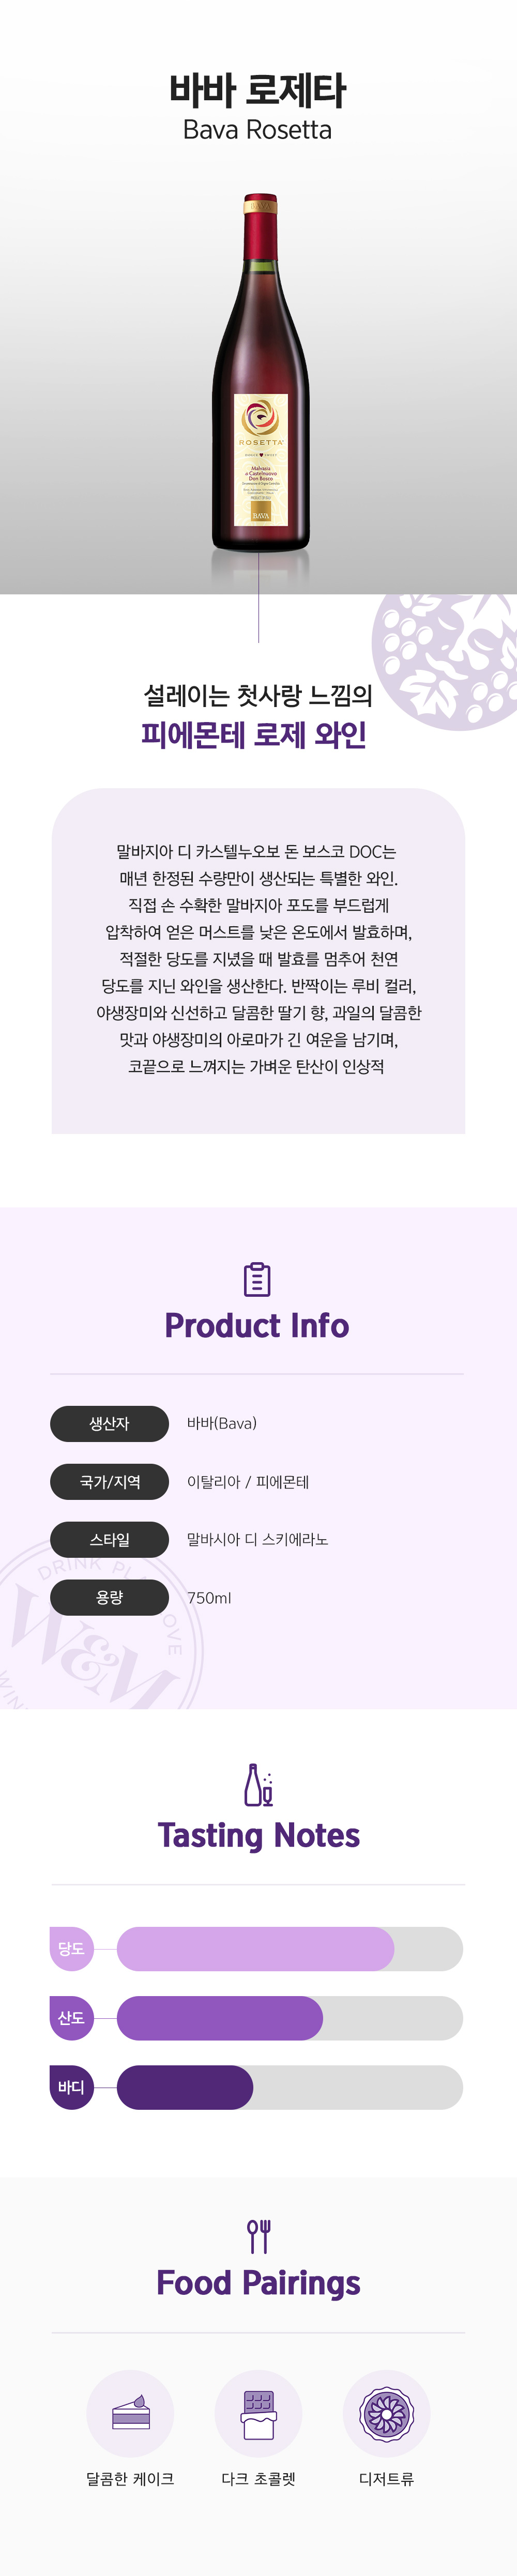 바바 로제타
Bava Rosetta
BAVA
ROSETTA
DONNA SWEET
Malvasia
di Castelnuovo
Don Bosco
BAVA
설레이는 첫사랑 느낌의
피에몬테 로제 와인
말바지아 디 카스텔누오보 돈 보스코 DOC는
매년 한정된 수량만이 생산되는 특별한 와인.
직접 손 수확한 말바지아 포도를 부드럽게
압착하여 얻은 머스트를 낮은 온도에서 발효하며,
적절한 당도를 지녔을 때 발효를 멈추어 천연
당도를 지닌 와인을 생산한다. 반짝이는 루비 컬러,
야생장미와 신선하고 달콤한 딸기 향, 과일의 달콤한
맛과 야생장미의 아로마가 긴 여운을 남기며,
코끝으로 느껴지는 가벼운 탄산이 인상적
Product Info
생산자 바바(Bava)
국가/지역 이탈리아 / 피에몬테
스타일 말바시아 디 스키에라노
용량 750ml
DRINK PL OVE
W&M
WIN
Tasting Notes
당도
산도
바디
Food Pairings
달콤한 케이크 다크 초콜렛 디저트류